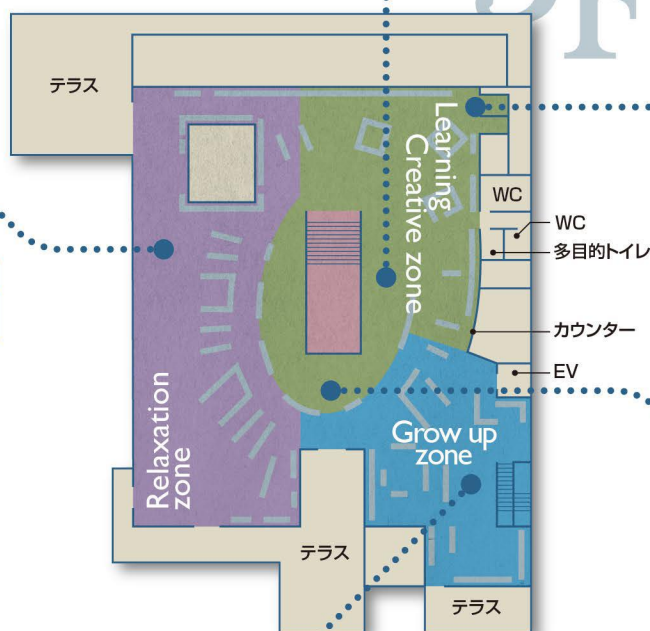 F
テラス
Learning
Creative zone
WC
WC
多目的トイレ
カウンター
EV
Relaxation
zone
Grow up
zone
テラス
テラス